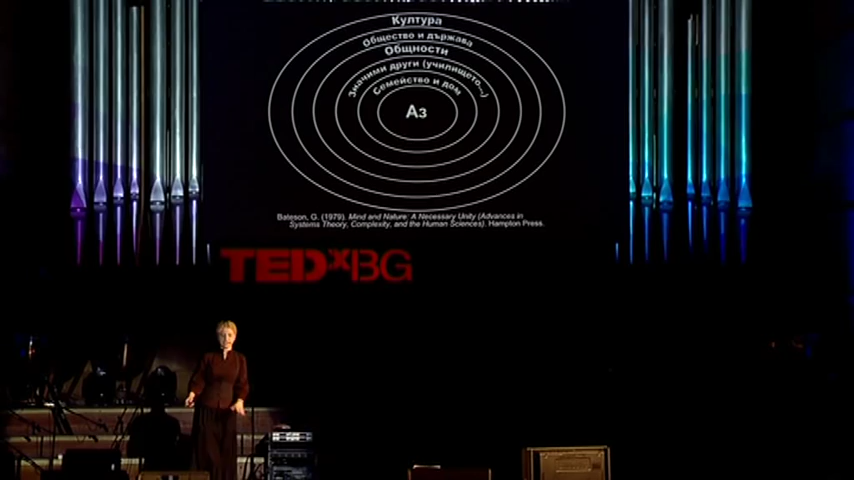 Култура
Общество и държава
Общности
Значими други (училището...)
Семейство и дом
Аз
Bateson, G. (1979). Mind and Nature: A Necessary Unity (Advances in
Systems Theory, Complexity, and the Human Sciences). Hampton Press.
TEDxBG